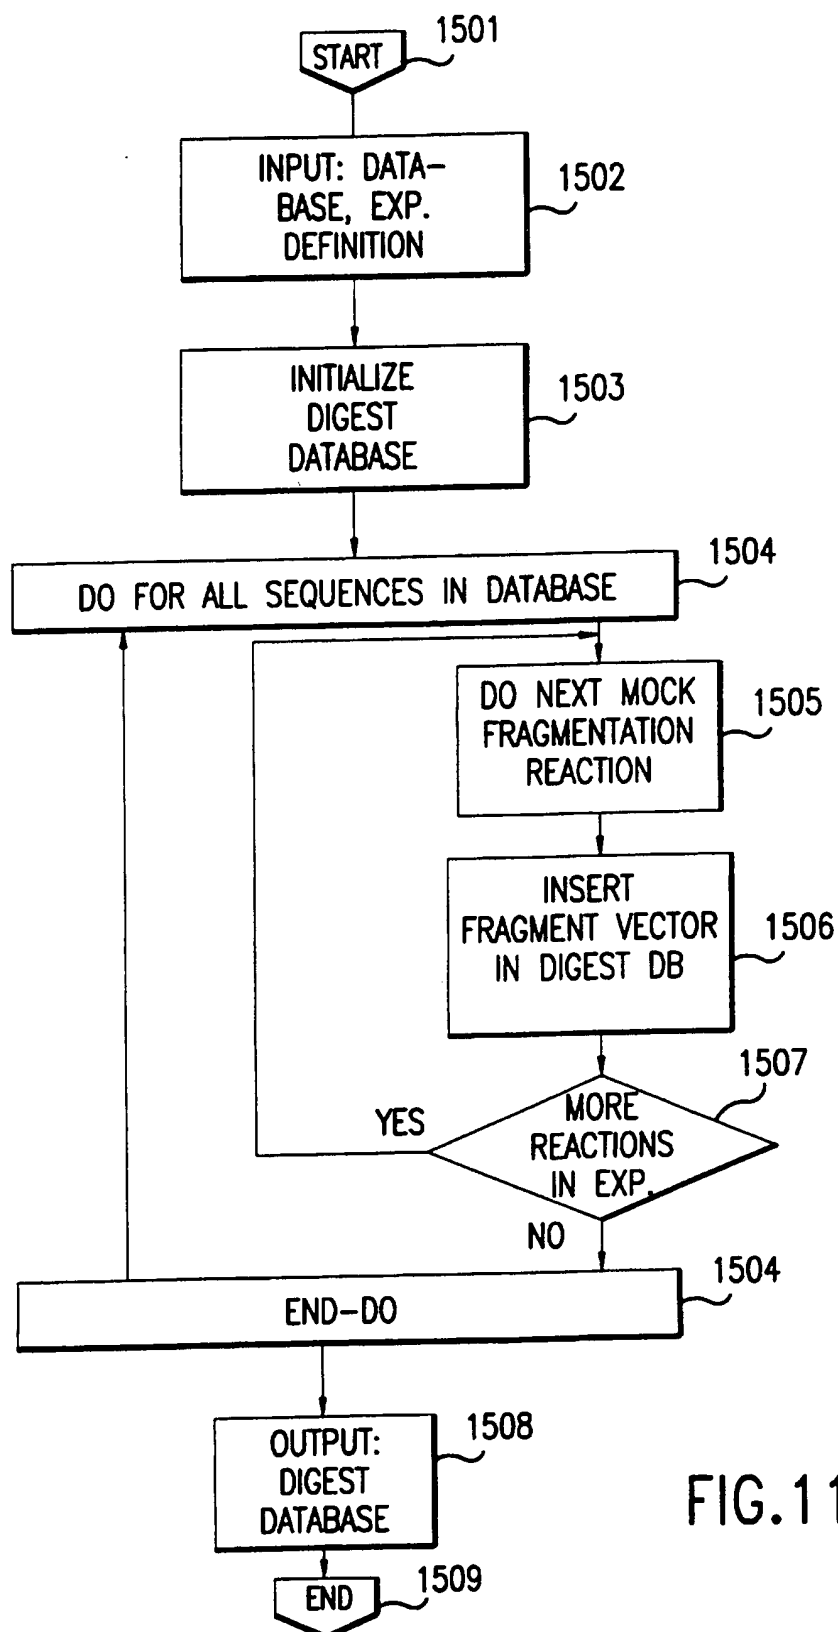 START
1501
INPUT: DATA-
BASE, EXP.
DEFINITION
1502
INITIALIZE
DIGEST
DATABASE
1503
DO FOR ALL SEQUENCES IN DATABASE
1504
DO NEXT MOCK
FRAGMENTATION
REACTION
1505
INSERT
FRAGMENT VECTOR
IN DIGEST DB
1506
MORE
REACTIONS
IN EXP.
1507
YES
NO
END-DO
1504
OUTPUT:
DIGEST
DATABASE
1508
END
1509
FIG.11